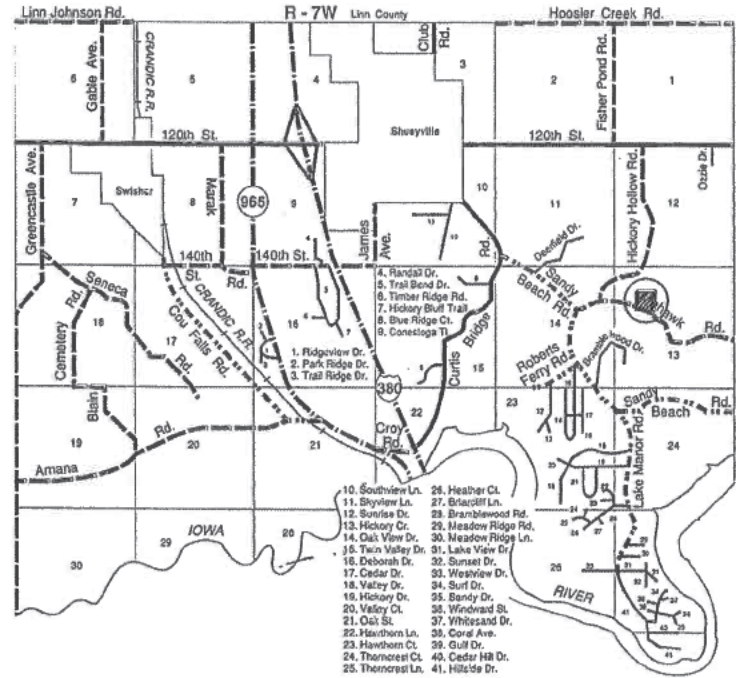 Linn Johnson Rd.
R - 7W
Linn County
Hoosier Creek Rd.
Gable Ave.
CRANDIC R.R.
Club Rd.
Fisher Pond Rd.
6
5
4
3
2
1
Shueyville
120th St.
120th St.
Greencastle Ave.
Swisher
Marak
965
James Ave.
Hickory Hollow Rd.
Ozzie Dr.
7
8
9
10
11
12
140th St.
Rd.
140th St.
Deerfield Dr.
Sandy Beach Rd.
Seneca Rd.
CRANDIC R.R.
Cou Falls Rd.
Cemetery Rd.
Curtis Bridge Rd.
4. Randall Dr.
5. Trail Bend Dr.
6. Timber Ridge Rd.
7. Hickory Bluff Trail
8. Blue Ridge Ct.
9. Conestoga Tl
1. Ridgeview Dr.
2. Park Ridge Dr.
3. Trail Ridge Dr.
18
17
16
15
14
13
Rd.
Roberts Ferry Rd.
Bramblewood Dr.
380
Blain
Croy Rd.
Sandy Beach Rd.
Lake Manor Rd.
19
20
21
22
23
24
Amana Rd.
IOWA
RIVER
30
29
28
26
10. Southview Ln.
11. Skyview Ln.
12. Sunrise Dr.
13. Hickory Cr.
14. Oak View Dr.
15. Twin Valley Dr.
16. Deborah Dr.
17. Cedar Dr.
18. Valley Dr.
19. Hickory Dr.
20. Valley Ct.
21. Oak St.
22. Hawthorn Ln.
23. Hawthorn Ct.
24. Thorncrest Ct.
25. Thorncrest Ln.
26. Heather Ct.
27. Briarcliff Ln.
28. Bramblewood Rd.
29. Meadow Ridge Rd.
30. Meadow Ridge Ln.
31. Lake View Dr.
32. Sunset Dr.
33. Westview Dr.
34. Surf Dr.
35. Sandy Dr.
36. Windward St.
37. Whitesand Dr.
38. Coral Ave.
39. Gulf Dr.
40. Cedar Hill Dr.
41. Hillside Dr.